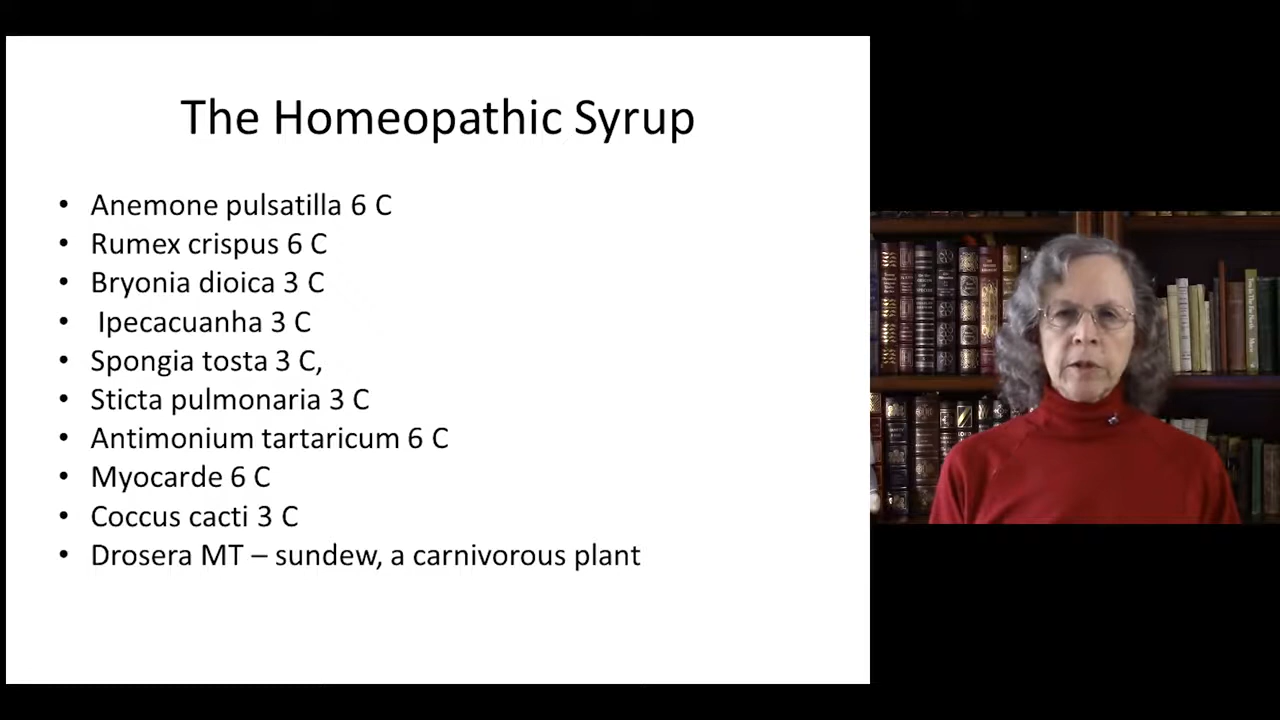 The Homeopathic Syrup
• Anemone pulsatilla 6 C
• Rumex crispus 6 C
• Bryonia dioica 3 C
• Ipecacuanha 3 C
• Spongia tosta 3 C,
• Sticta pulmonaria 3 C
• Antimonium tartaricum 6 C
• Myocarde 6 C
• Coccus cacti 3 C
• Drosera MT – sundew, a carnivorous plant